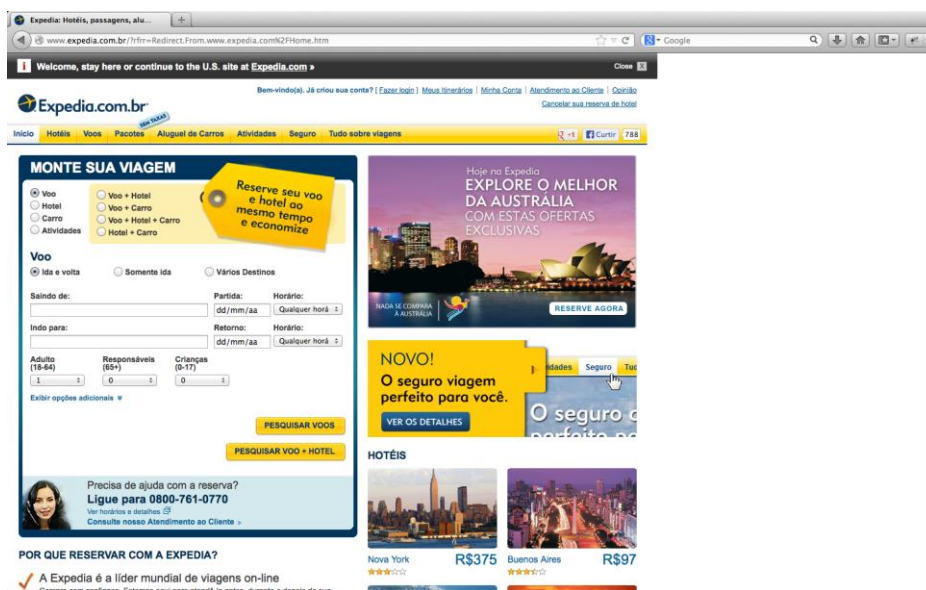 Expedia: Hotéis, passagens, alu...
www.expedia.com.br/?rfrr=Redirect.From.www.expedia.com%2FHome.htm
Google
Welcome, stay here or continue to the U.S. site at Expedia.com »
Close X
Bem-vindo(a). Já criou sua conta? [ Fazer login ] Meus Itinerários Minha Conta Atendimento ao Cliente Opinião
Cancelar sua reserva de hotel
Expedia.com.br
SEM TAXAS
Início Hotéis Voos Pacotes Aluguel de Carros Atividades Seguro Tudo sobre viagens
+1 Curtir 788
MONTE SUA VIAGEM
Voo
Hotel
Carro
Atividades
Voo + Hotel
Voo + Carro
Voo + Hotel + Carro
Hotel + Carro
Reserve seu voo
e hotel ao
mesmo tempo
e economize
Voo
Ida e volta Somente ida Vários Destinos
Saindo de: Partida: Horário:
dd/mm/aa Qualquer horá
Indo para: Retorno: Horário:
dd/mm/aa Qualquer horá
Adulto Responsáveis Crianças
(18-64) (65+) (0-17)
1 0 0
Exibir opções adicionais
PESQUISAR VOOS
PESQUISAR VOO + HOTEL
Precisa de ajuda com a reserva?
Ligue para 0800-761-0770
Ver horários e detalhes
Consulte nosso Atendimento ao Cliente »
POR QUE RESERVAR COM A EXPEDIA?
A Expedia é a líder mundial de viagens on-line
Hoje na Expedia
EXPLORE O MELHOR
DA AUSTRÁLIA
COM ESTAS OFERTAS
EXCLUSIVAS
NADA SE COMPARA
À AUSTRÁLIA
RESERVE AGORA
NOVO!
O seguro viagem
perfeito para você.
VER OS DETALHES
idades Seguro Tud
O seguro
perfeito
HOTÉIS
Nova York R$375
Buenos Aires R$97